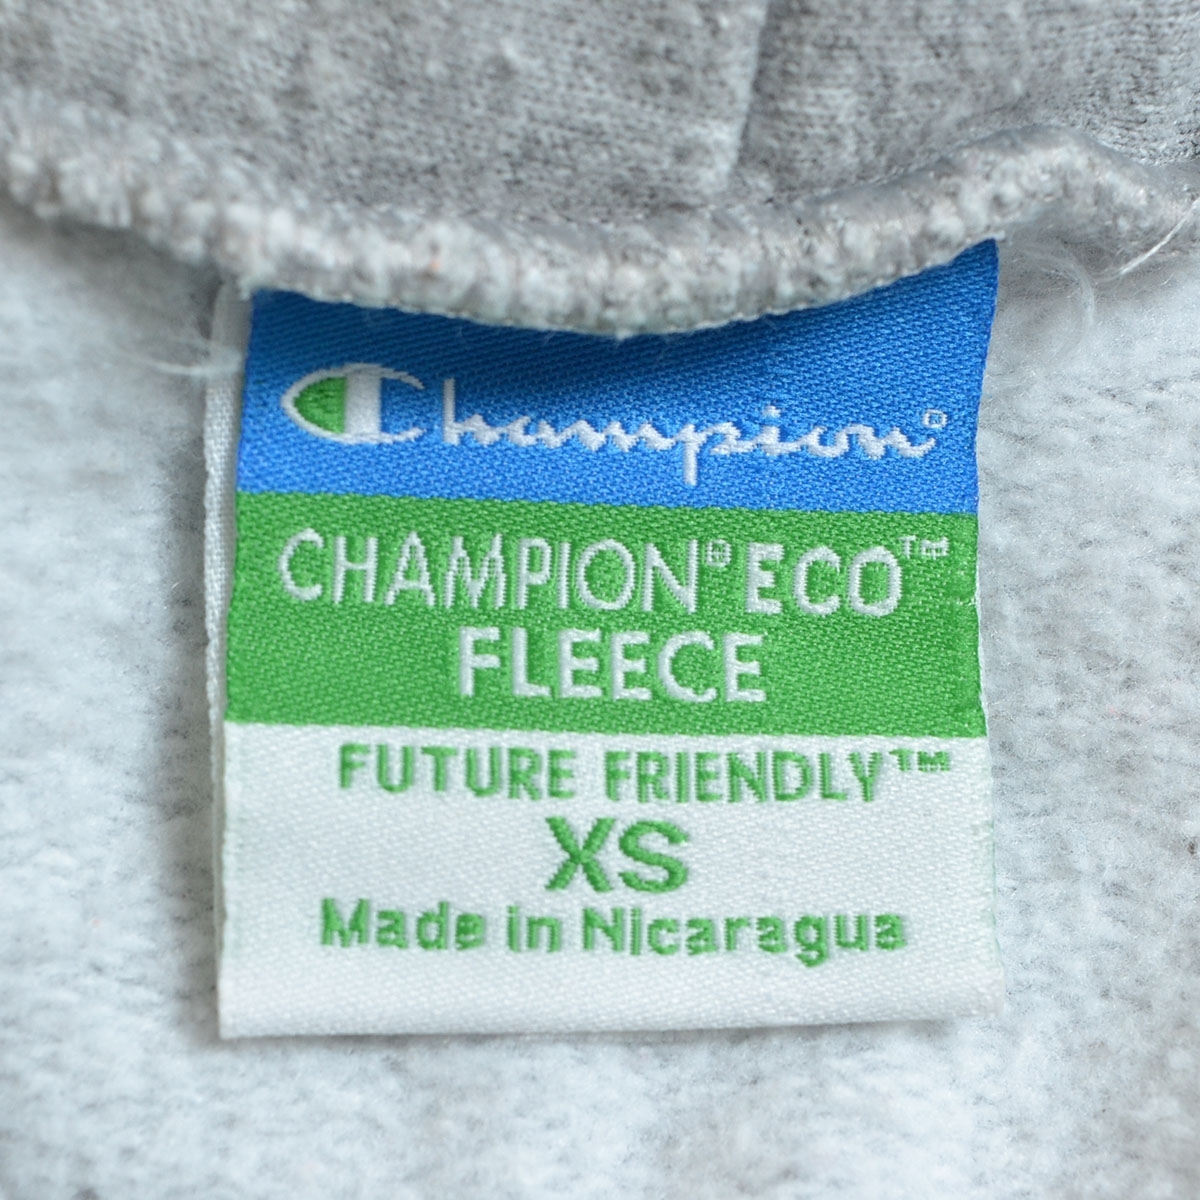 Champion®
CHAMPION® ECO™
FLEECE
FUTURE FRIENDLY™
XS
Made in Nicaragua